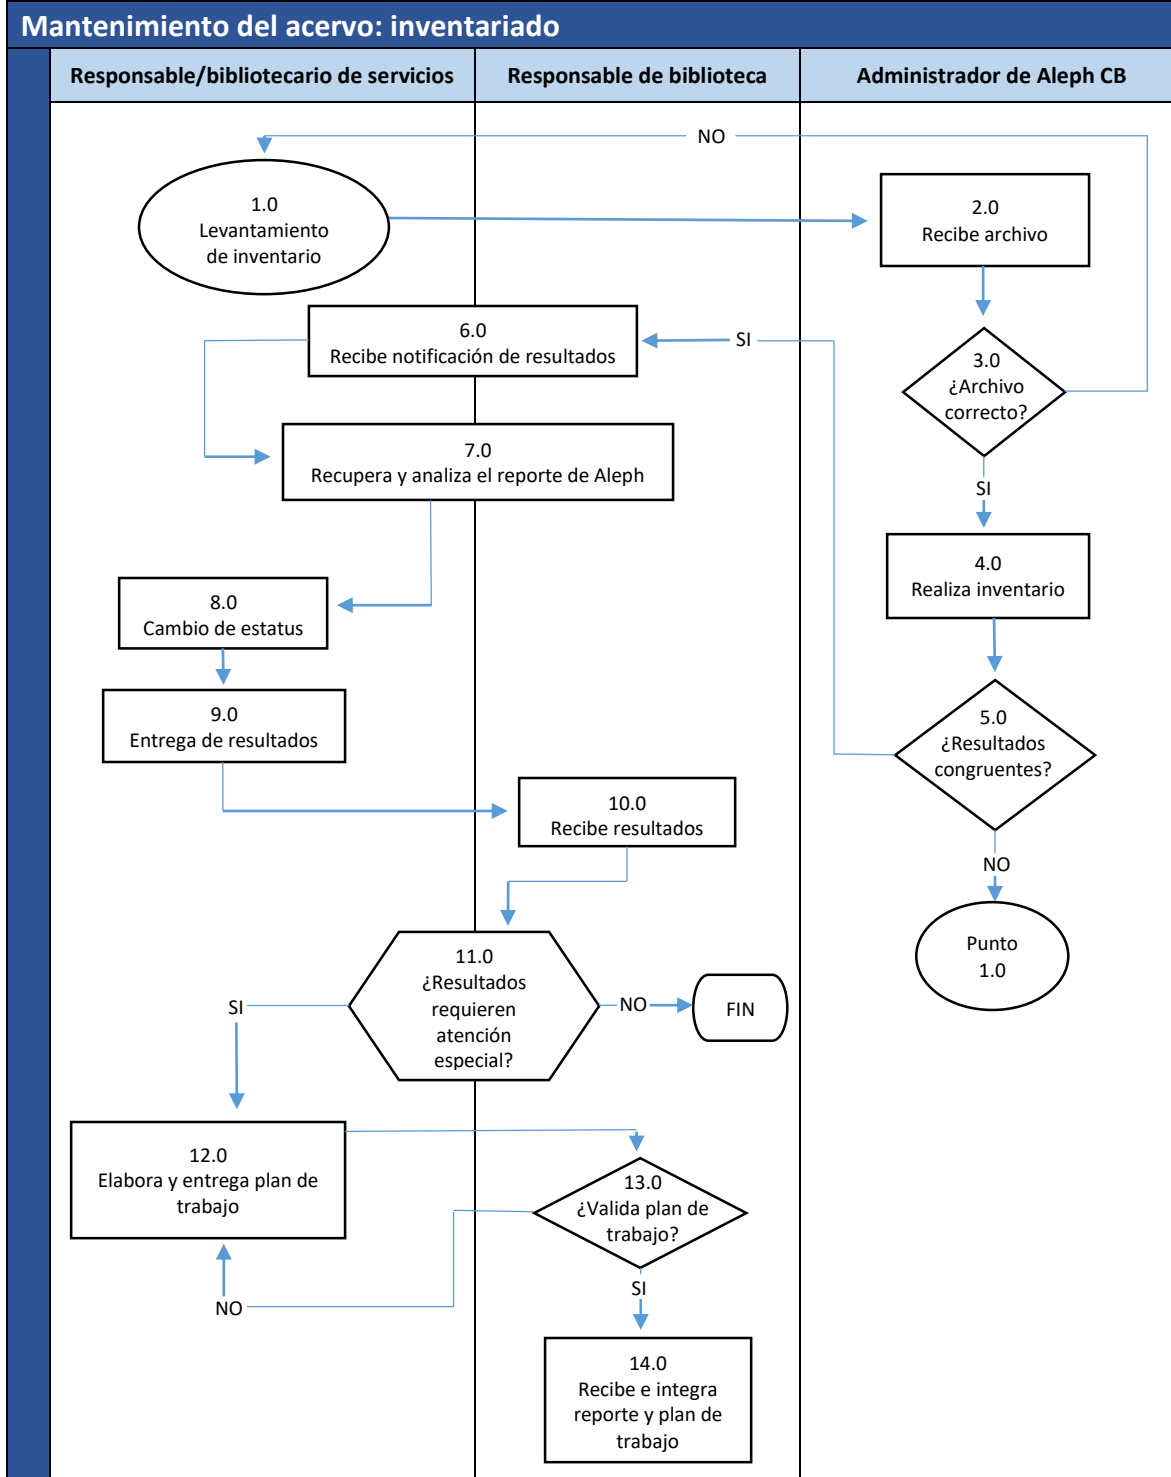 Mantenimiento del acervo: inventariado
Responsable/bibliotecario de servicios
Responsable de biblioteca
Administrador de Aleph CB
NO
1.0
Levantamiento
de inventario
2.0
Recibe archivo
3.0
¿Archivo
correcto?
SI
4.0
Realiza inventario
5.0
¿Resultados
congruentes?
SI
NO
Punto
1.0
6.0
Recibe notificación de resultados
7.0
Recupera y analiza el reporte de Aleph
8.0
Cambio de estatus
9.0
Entrega de resultados
10.0
Recibe resultados
11.0
¿Resultados
requieren
atención
especial?
NO
FIN
SI
12.0
Elabora y entrega plan de
trabajo
13.0
¿Valida plan de
trabajo?
NO
SI
14.0
Recibe e integra
reporte y plan de
trabajo